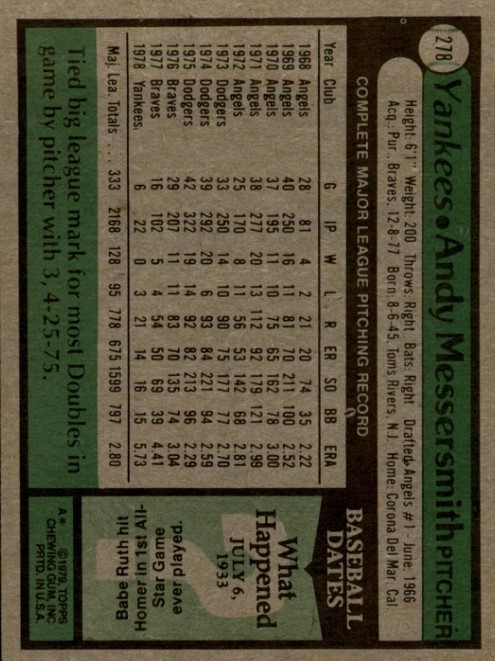 278
Yankees • Andy Messersmith PITCHER
Height: 6'1" Weight: 200 Throws: Right Bats: Right Drafted: Angels #1 - June, 1966
Acq.: Pur., Braves, 12-8-77 Born: 8-6-45, Toms Rivers, N.J. Home: Corona Del Mar, Cal.
COMPLETE MAJOR LEAGUE PITCHING RECORD
Year Club G IP W L R ER SO BB ERA
1968 Angels 28 81 4 2 21 20 74 35 2.22
1969 Angels 40 250 16 11 81 70 211 100 2.52
1970 Angels 37 195 11 10 75 65 162 78 3.00
1971 Angels 38 277 20 13 112 92 179 121 2.99
1972 Angels 25 170 8 11 56 53 142 68 2.81
1973 Dodgers 33 250 14 10 90 75 177 77 2.70
1974 Dodgers 39 292 20 6 93 84 221 94 2.59
1975 Dodgers 42 322 19 14 92 82 213 96 2.29
1976 Braves 29 207 11 11 83 70 135 74 3.04
1977 Braves 16 102 5 4 54 50 69 39 4.41
1978 Yankees 6 22 0 3 21 14 16 15 5.73
Maj. Lea. Totals ... 333 2168 128 95 778 675 1599 797 2.80
Tied big league mark for most Doubles in
game by pitcher with 3, 4-25-75.
BASEBALL
DATES
What
Happened
JULY 6,
1933
Babe Ruth hit
Homer in 1st All-
Star Game
ever played.
A* ©1979, TOPPS
CHEWING GUM, INC
PRTD. IN U.S.A.